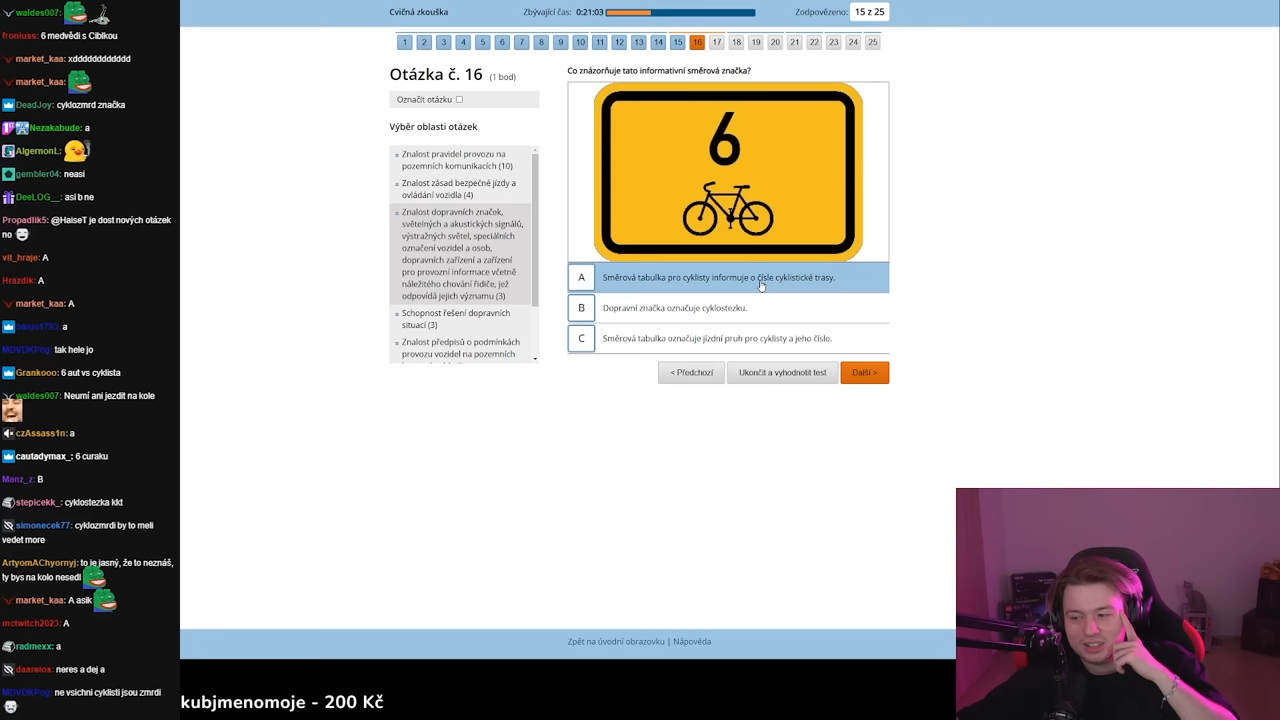 waldes007:
froniuss: 6 medvědi s Cibikou
market_kaa: xdddddddddddd
market_kaa:
DeadJoy: cyklozmrd značka
Nezakabude: a
AlgernonL:
gembler04: neasi
DeeLOG__: asi b ne
Propadlik5: @HaiseT je dost nových otázek
no
vit_hraje: A
Hrazdik: A
market_kaa: A
: a
MDVDKPog: tak hele jo
Grankooo: 6 aut vs cyklista
waldes007: Neumí ani jezdit na kole
czAssass1n: a
cautadymax_: 6 curaku
Manz_z: B
stepicekk_: cyklostezka kkt
simonecek77: cyklozmrdi by to meli
vedet more
ArtyomAChyornyj: to je jasný, že to neznáš,
ty bys na kolo nesedl
market_kaa: A asik
mctwitch2023: A
radmexx: a
daareios: neres a dej a
MDVDKPog: ne vsichni cyklisti jsou zmrdi
Cvičná zkouška
Zbývající čas: 0:21:03
Zodpovězeno: 15 z 25
1 2 3 4 5 6 7 8 9 10 11 12 13 14 15 16 17 18 19 20 21 22 23 24 25
Otázka č. 16 (1 bod)
Označit otázku
Výběr oblasti otázek
Znalost pravidel provozu na
pozemních komunikacích (10)
Znalost zásad bezpečné jízdy a
ovládání vozidla (4)
Znalost dopravních značek,
světelných a akustických signálů,
výstražných světel, speciálních
označení vozidel a osob,
dopravních zařízení a zařízení
pro provozní informace včetně
náležitého chování řidiče, jež
odpovídá jejich významu (3)
Schopnost řešení dopravních
situací (3)
Znalost předpisů o podmínkách
provozu vozidel na pozemních
Co znázorňuje tato informativní směrová značka?
6
A Směrová tabulka pro cyklisty informuje o čísle cyklistické trasy.
B Dopravní značka označuje cyklostezku.
C Směrová tabulka označuje jízdní pruh pro cyklisty a jeho číslo.
< Předchozí
Ukončit a vyhodnotit test
Další >
Zpět na úvodní obrazovku | Nápověda
kubjmenomoje - 200 Kč